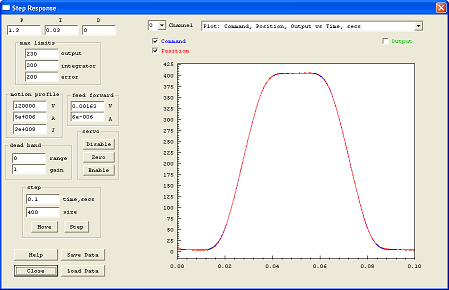 Step Response
P I D
1.3 0.03 0
0 Channel Plot: Command, Position, Output vs Time, secs
Command Output
Position
max limits
230 output
200 integrator
200 error
motion profile feed forward
120000 V 0.00163 V
5e+006 A 6e-006 A
3e+008 J
servo
Disable
Zero
Enable
dead band
0 range
1 gain
step
0.1 time,secs
400 size
Move Step
Help Save Data
Close Load Data
425
400
375
350
325
300
275
250
225
200
175
150
125
100
75
50
25
0
0.00 0.02 0.04 0.06 0.08 0.10